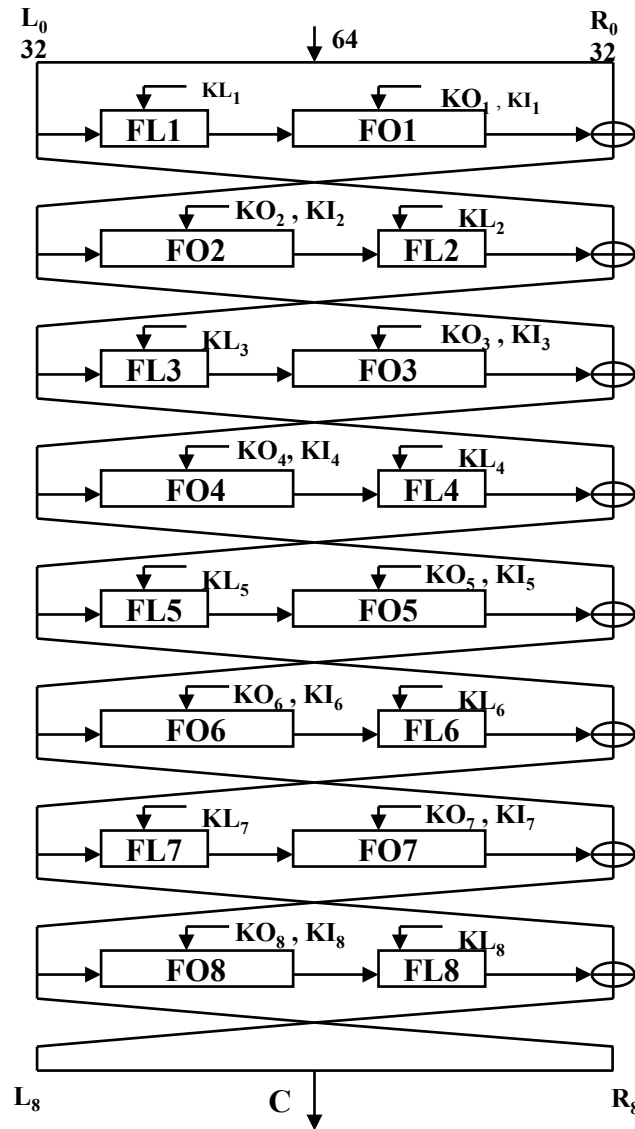 L₀ 64 R₀
32 32
KL₁ KO₁ , KI₁
FL1 FO1
KO₂ , KI₂ KL₂
FO2 FL2
KL₃ KO₃ , KI₃
FL3 FO3
KO₄, KI₄ KL₄
FO4 FL4
KL₅ KO₅ , KI₅
FL5 FO5
KO₆ , KI₆ KL₆
FO6 FL6
KL₇ KO₇ , KI₇
FL7 FO7
KO₈ , KI₈ KL₈
FO8 FL8
L₈ C R₈